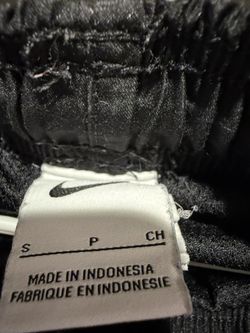 S P CH
MADE IN INDONESIA
FABRIQUE EN INDONESIE